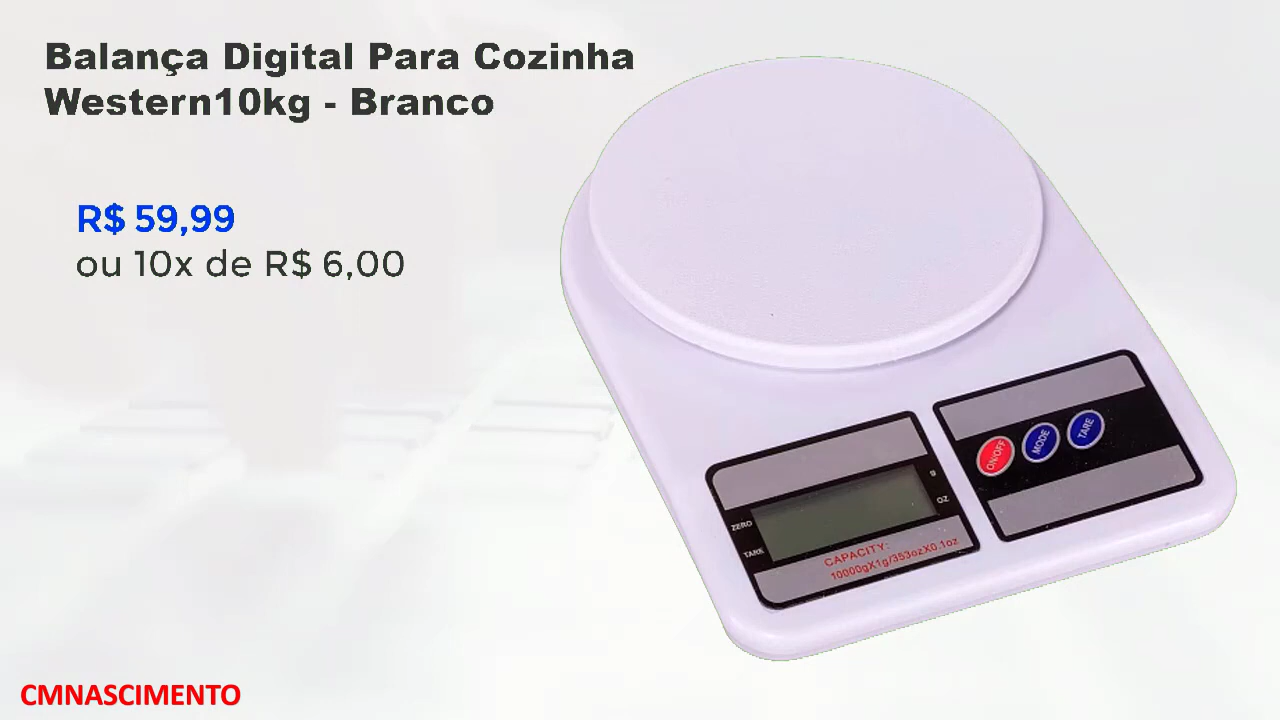 Balança Digital Para Cozinha
Western10kg - Branco
R$ 59,99
ou 10x de R$ 6,00
ON/OFF
MODE
TARE
g
OZ
ZERO
TARE
CAPACITY:
10000gX1g/353ozX0.1oz
CMNASCIMENTO